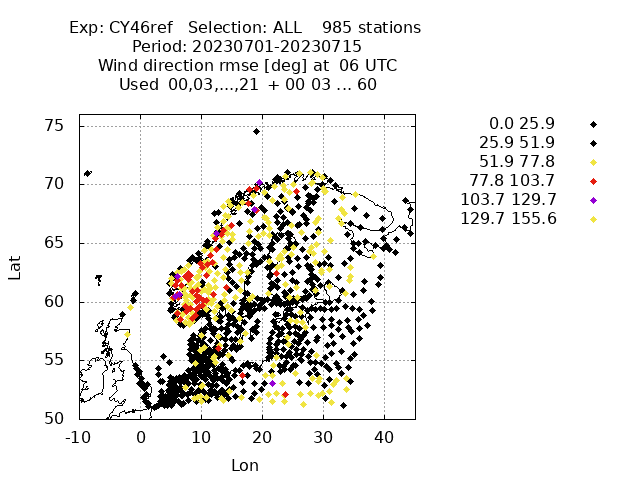 Exp: CY46ref   Selection: ALL    985 stations
Period: 20230701-20230715
Wind direction rmse [deg] at  06 UTC
Used  00,03,...,21  + 00 03 ... 60
75
70
65
60
55
50
Lat
-10 0 10 20 30 40
Lon
0.0 25.9
25.9 51.9
51.9 77.8
77.8 103.7
103.7 129.7
129.7 155.6